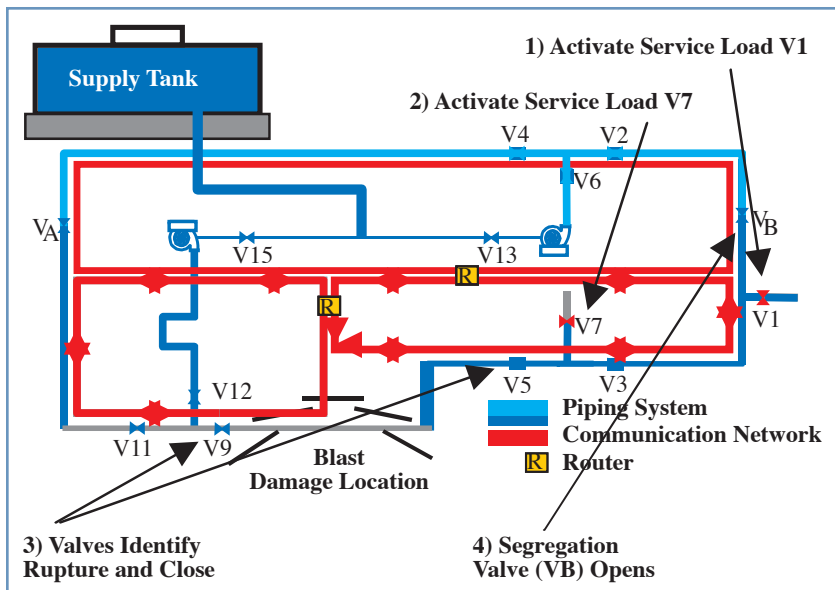 1) Activate Service Load V1
Supply Tank
2) Activate Service Load V7
V4
V2
V6
VA
VB
V15
V13
R
R
V7
V1
V12
V5
V3
V11
V9
Piping System
Communication Network
R Router
Blast
Damage Location
3) Valves Identify
Rupture and Close
4) Segregation
Valve (VB) Opens